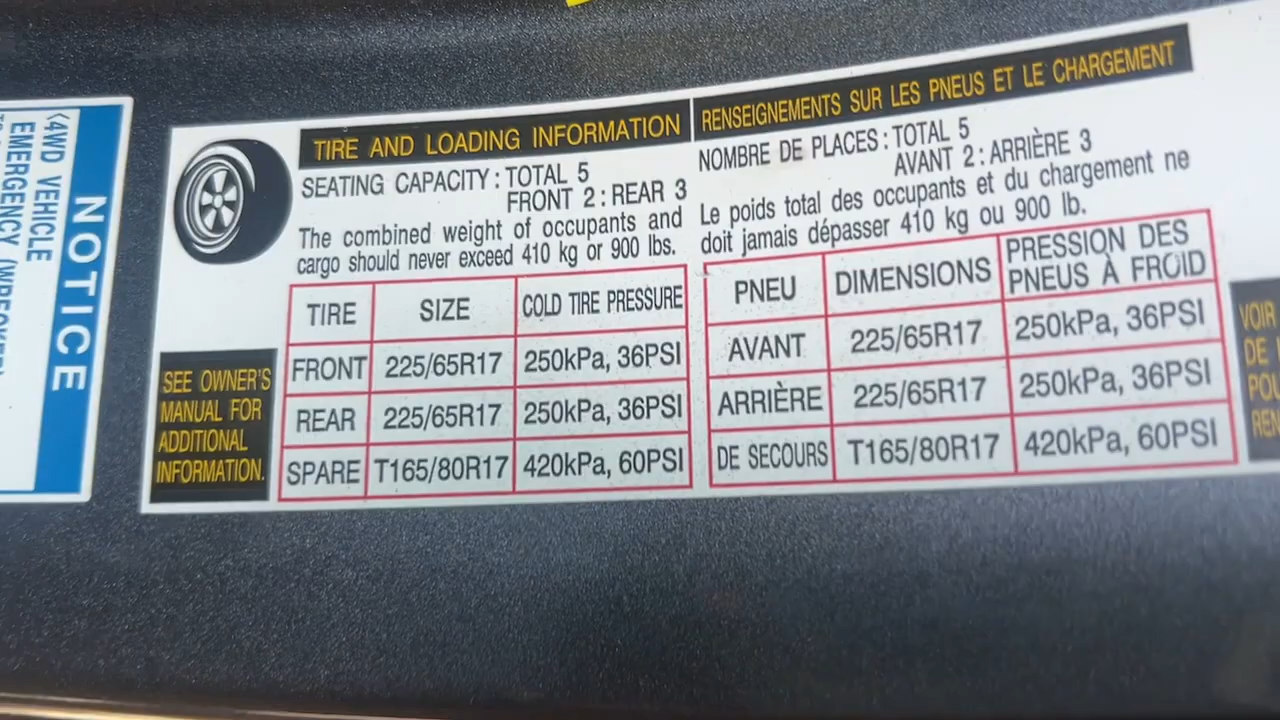 NOTICE
<4WD VEHICLE
EMERGENCY
TIRE AND LOADING INFORMATION
SEATING CAPACITY : TOTAL 5
FRONT 2 : REAR 3
The combined weight of occupants and
cargo should never exceed 410 kg or 900 lbs.
TIRE SIZE COLD TIRE PRESSURE
FRONT 225/65R17 250kPa, 36PSI
REAR 225/65R17 250kPa, 36PSI
SPARE T165/80R17 420kPa, 60PSI
SEE OWNER'S
MANUAL FOR
ADDITIONAL
INFORMATION.
RENSEIGNEMENTS SUR LES PNEUS ET LE CHARGEMENT
NOMBRE DE PLACES : TOTAL 5
AVANT 2 : ARRIÈRE 3
Le poids total des occupants et du chargement ne
doit jamais dépasser 410 kg ou 900 lb.
PNEU DIMENSIONS PRESSION DES
PNEUS À FROID
AVANT 225/65R17 250kPa, 36PSI
ARRIÈRE 225/65R17 250kPa, 36PSI
DE SECOURS T165/80R17 420kPa, 60PSI
VOIR
DE